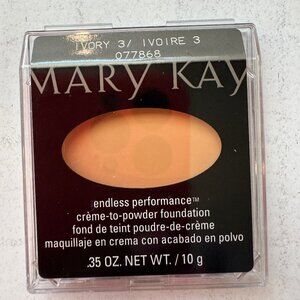 IVORY 3/ IVOIRE 3
077868
MARY KAY
endless performance™
crème-to-powder foundation
fond de teint poudre-de-crème
maquillaje en crema con acabado en polvo
.35 OZ. NET WT. / 10 g